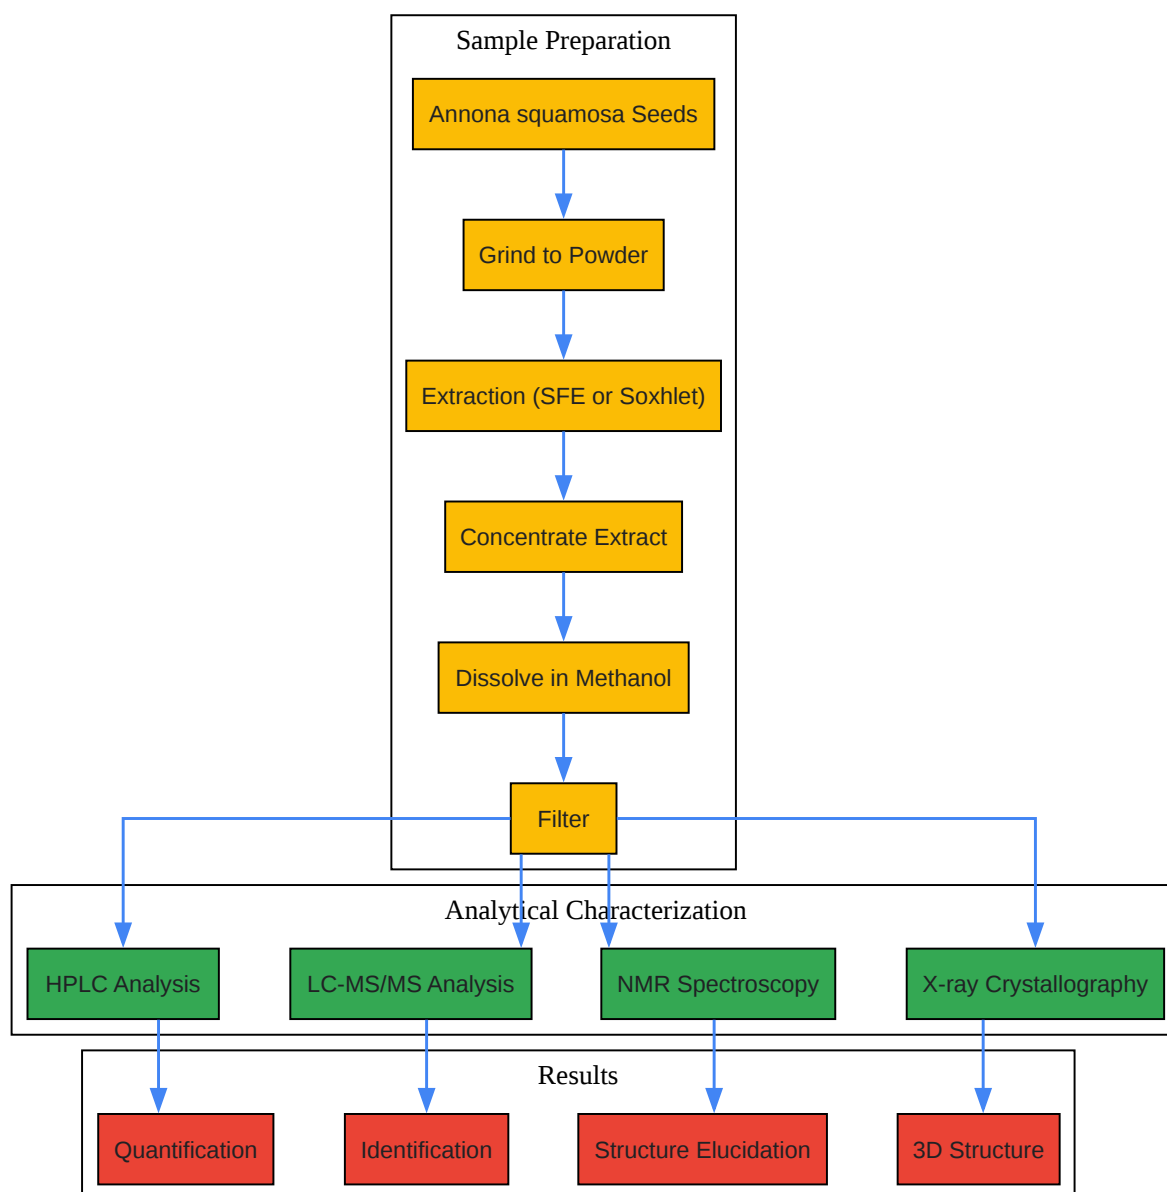 Sample Preparation
Annona squamosa Seeds
Grind to Powder
Extraction (SFE or Soxhlet)
Concentrate Extract
Dissolve in Methanol
Filter
Analytical Characterization
HPLC Analysis
LC-MS/MS Analysis
NMR Spectroscopy
X-ray Crystallography
Results
Quantification
Identification
Structure Elucidation
3D Structure